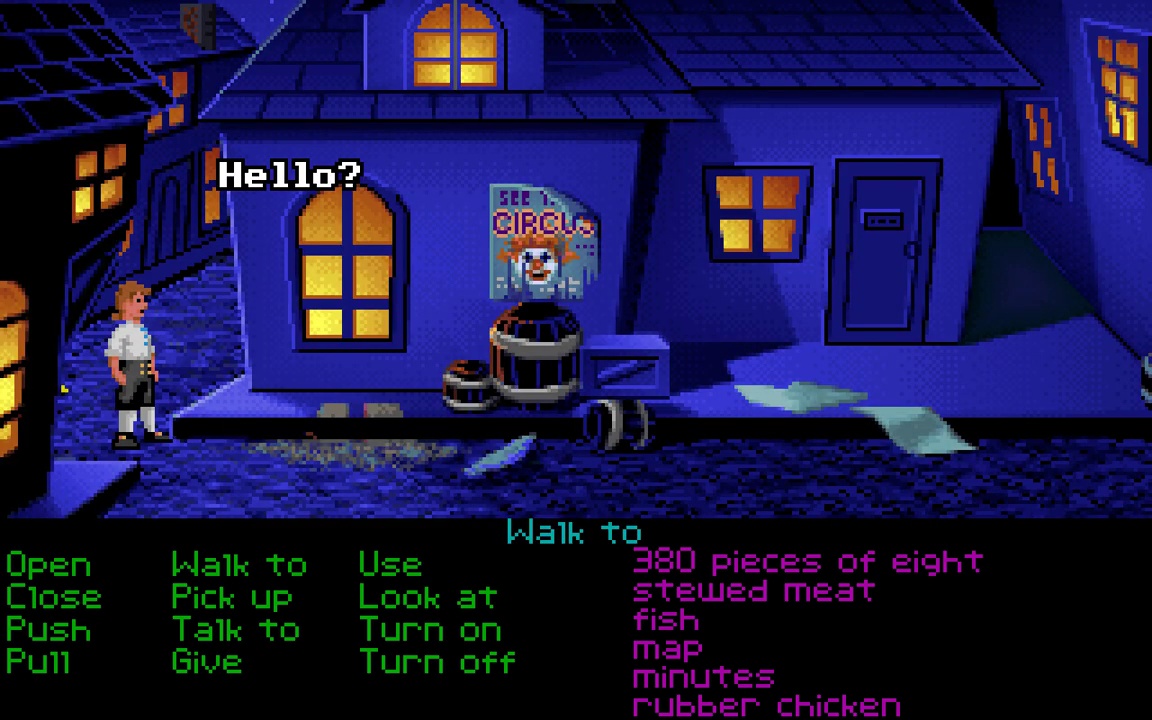 Hello?
SEE
CIRCUS
Walk to
Open Walk to Use 380 pieces of eight
Close Pick up Look at stewed meat
Push Talk to Turn on fish
Pull Give Turn off map
minutes
rubber chicken